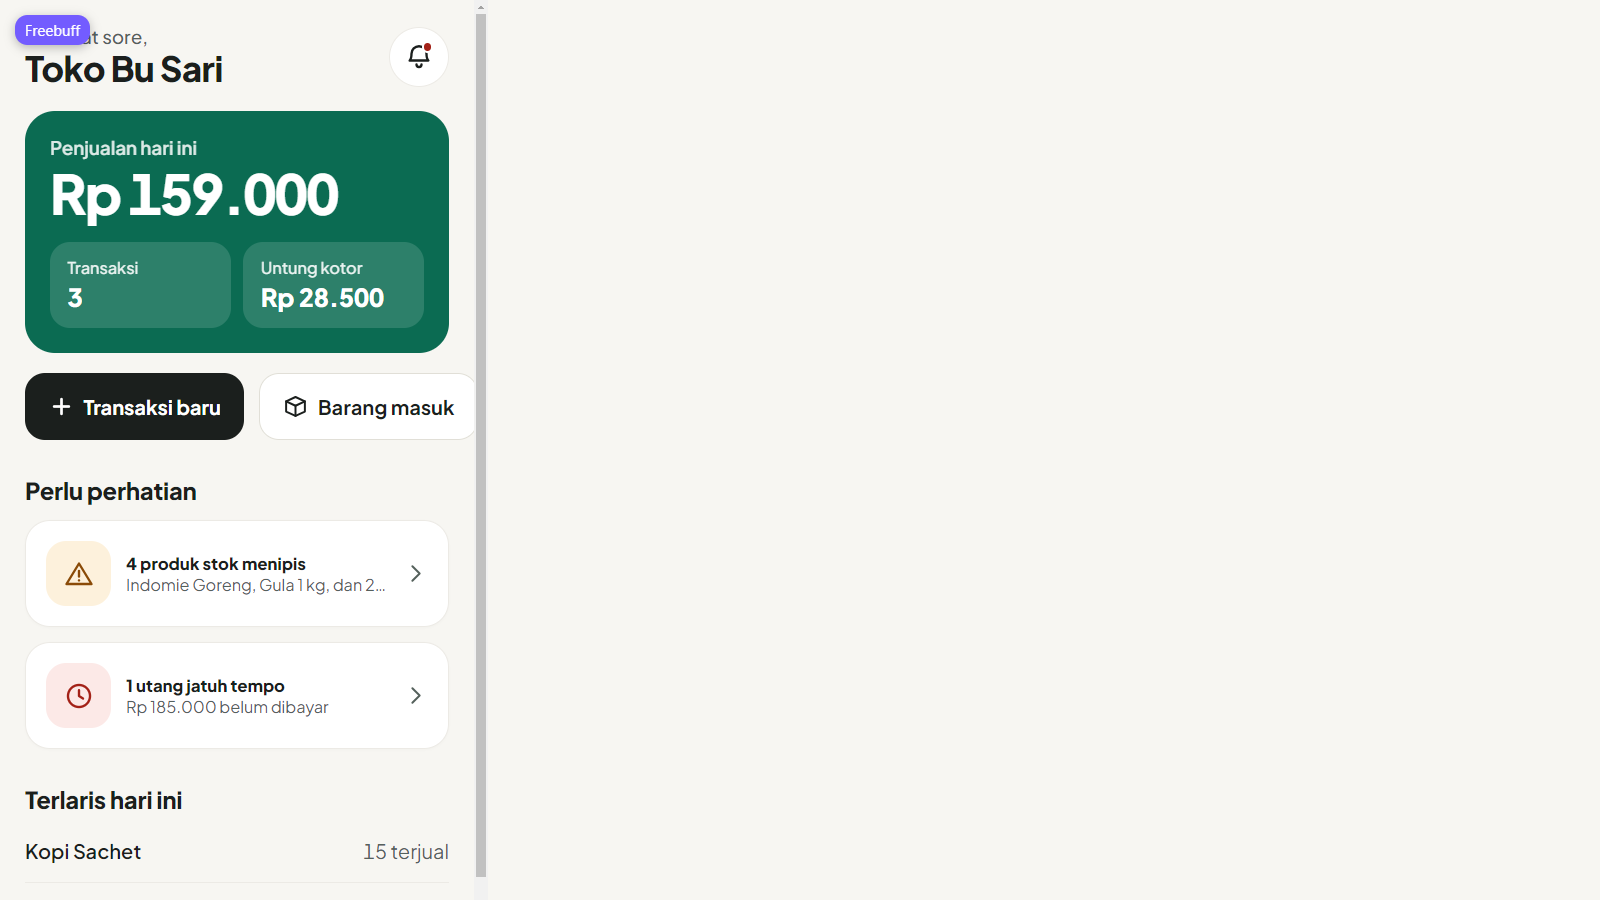 Freebuff
at sore,
Toko Bu Sari
Penjualan hari ini
Rp 159.000
Transaksi
3
Untung kotor
Rp 28.500
Transaksi baru
Barang masuk
Perlu perhatian
4 produk stok menipis
Indomie Goreng, Gula 1 kg, dan 2...
1 utang jatuh tempo
Rp 185.000 belum dibayar
Terlaris hari ini
Kopi Sachet
15 terjual